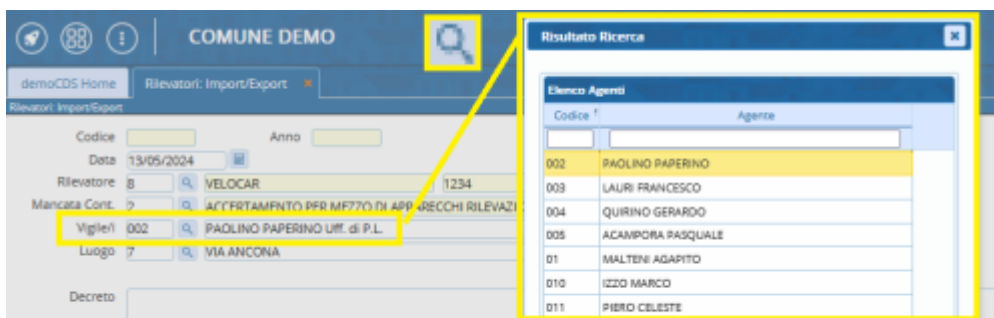 COMUNE DEMO
demoCDS Home
Rilevatori: Import/Export
Rilevatori: Import/Export
Codice
Anno
Data 13/05/2024
Rilevatore 8 VELOCAR 1234
Mancata Cont. 2 ACCERTAMENTO PER MEZZO DI APPARECCHI RILEVAZI
Vigile/i 002 PAOLINO PAPERINO Uff. di P.L.
Luogo 7 VIA ANCONA
Decreto
Risultato Ricerca
Elenco Agenti
Codice Agente
002 PAOLINO PAPERINO
003 LAURI FRANCESCO
004 QUIRINO GERARDO
005 ACAMPORA PASQUALE
01 MALTENI AGAPITO
010 IZZO MARCO
011 PIERO CELESTE